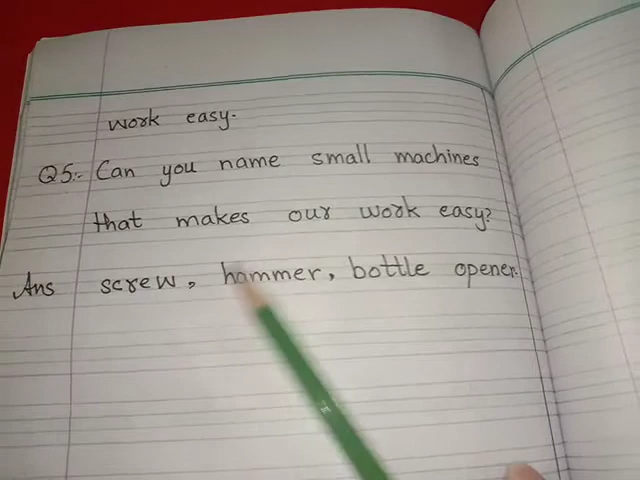 work easy.
Q5:- Can you name small machines
that makes our work easy?
Ans screw, hammer, bottle opener.